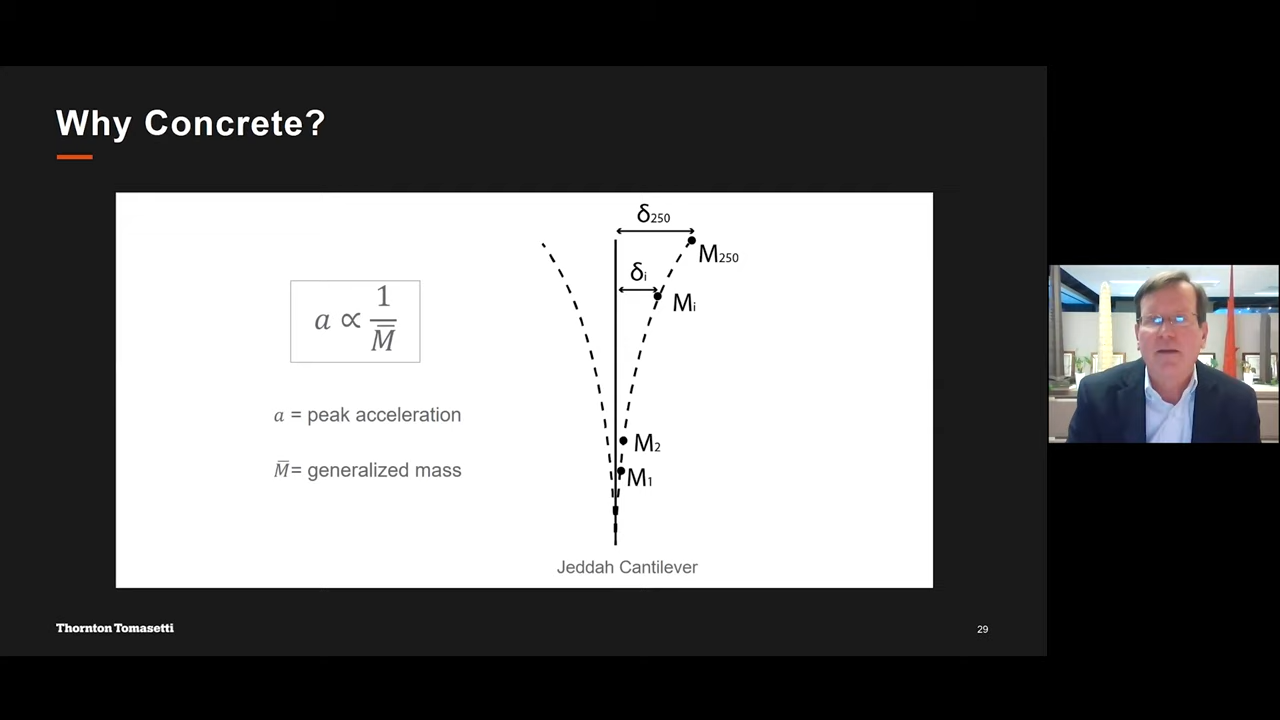 Why Concrete?
δ250
M250
δi
Mi
a ∝ 1/M̿
a = peak acceleration
M2
M̅= generalized mass
M1
Jeddah Cantilever
Thornton Tomasetti
29